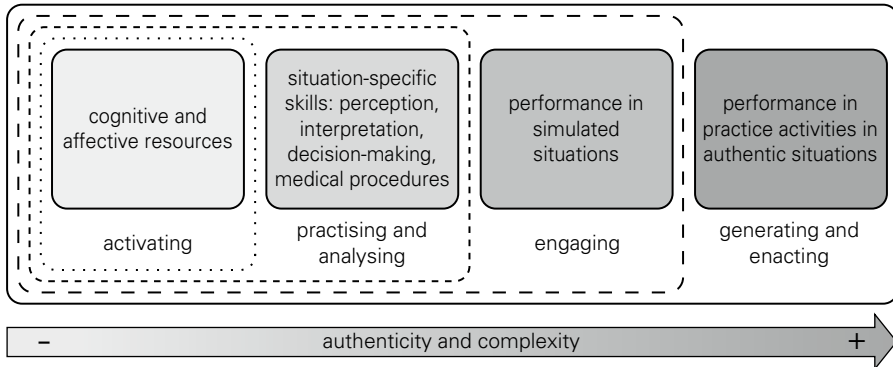 cognitive and
affective resources
activating
situation-specific
skills: perception,
interpretation,
decision-making,
medical procedures
practising and
analysing
performance in
simulated
situations
engaging
performance in
practice activities in
authentic situations
generating and
enacting
– authenticity and complexity +